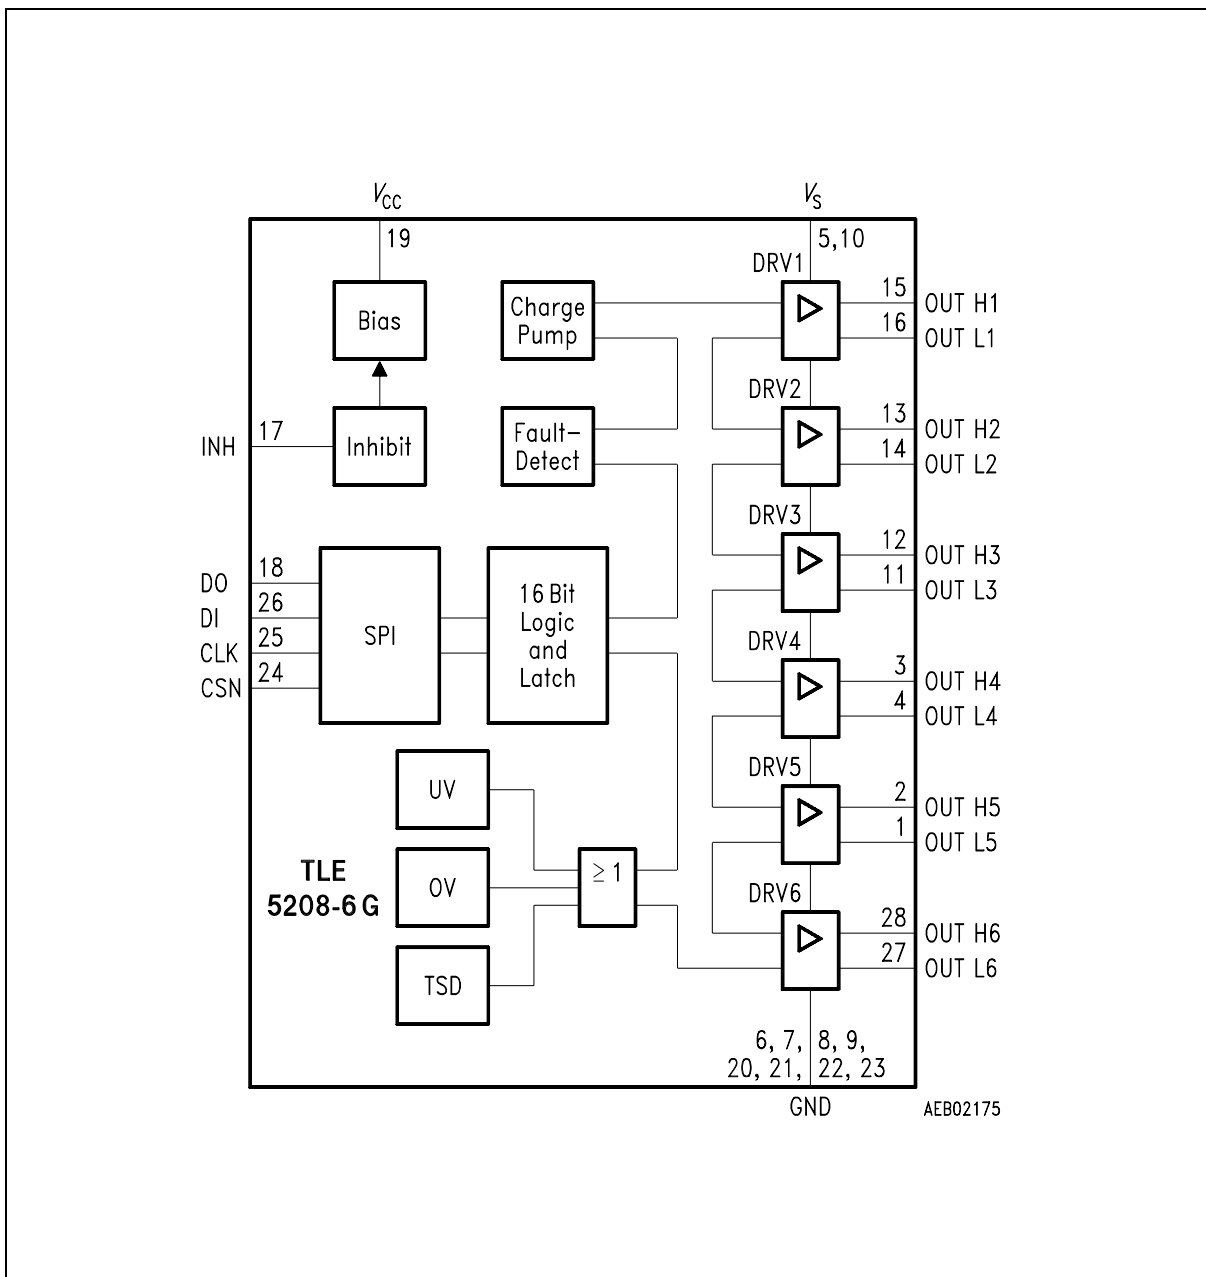 VCC
VS
19
5,10
DRV1
Bias
Charge
Pump
15
OUT H1
16
OUT L1
DRV2
INH
17
Inhibit
Fault-
Detect
13
OUT H2
14
OUT L2
DRV3
12
OUT H3
11
OUT L3
DO
18
DI
26
CLK
25
CSN
24
SPI
16 Bit
Logic
and
Latch
DRV4
3
OUT H4
4
OUT L4
UV
DRV5
2
OUT H5
1
OUT L5
TLE
5208-6 G
OV
≥ 1
DRV6
28
OUT H6
27
OUT L6
TSD
6, 7, 8, 9,
20, 21, 22, 23
GND
AEB02175